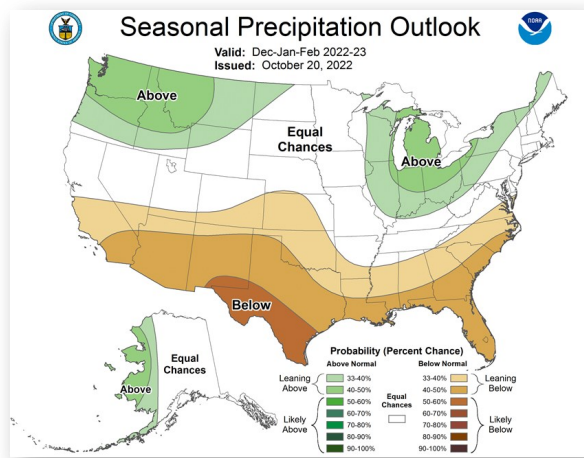 Seasonal Precipitation Outlook
NOAA
Valid: Dec-Jan-Feb 2022-23
Issued: October 20, 2022
Above
Equal
Chances
Above
Below
Equal
Chances
Above
Probability (Percent Chance)
Above Normal Below Normal
Leaning Above 33-40% 33-40% Leaning Below
40-50% 40-50%
Likely Above 50-60% Equal Chances 50-60% Likely Below
60-70% 60-70%
70-80% 70-80%
80-90% 80-90%
90-100% 90-100%